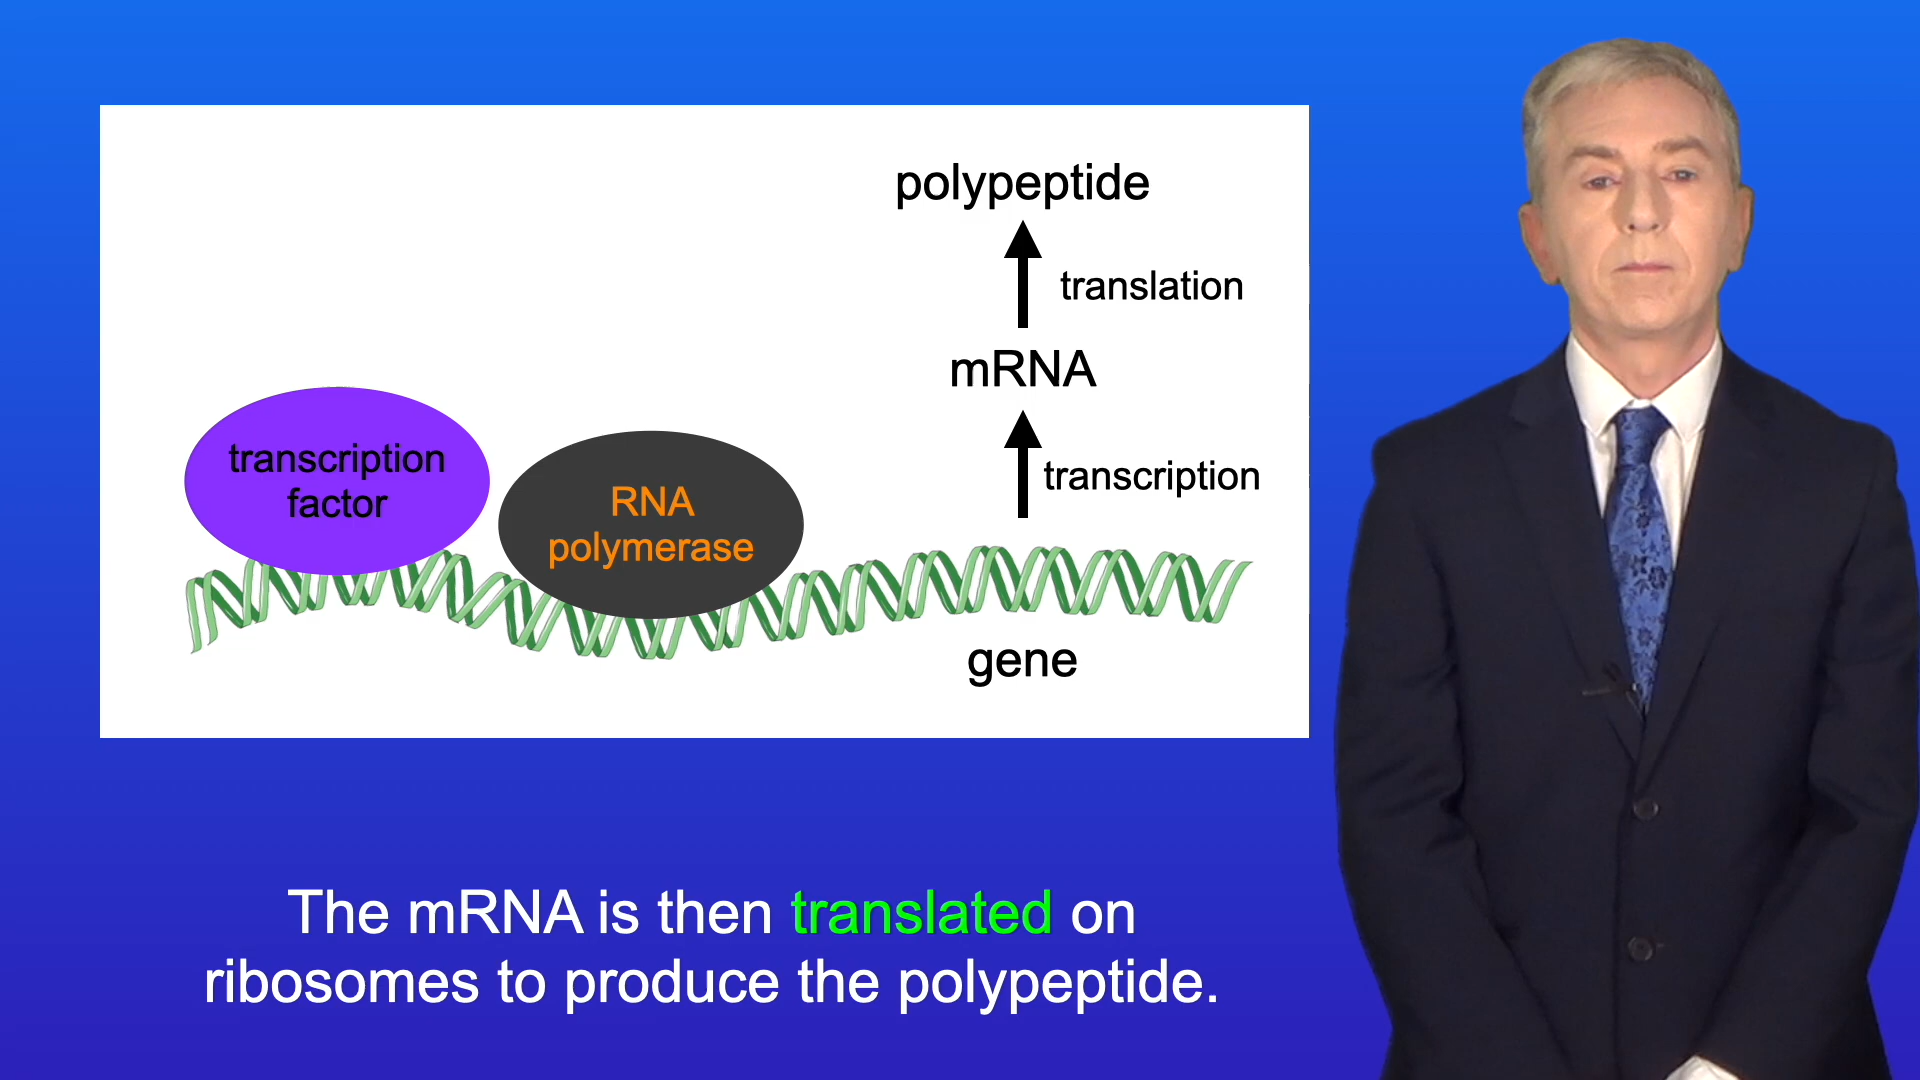 polypeptide
translation
mRNA
transcription
transcription
factor
RNA
polymerase
gene
The mRNA is then translated on
ribosomes to produce the polypeptide.